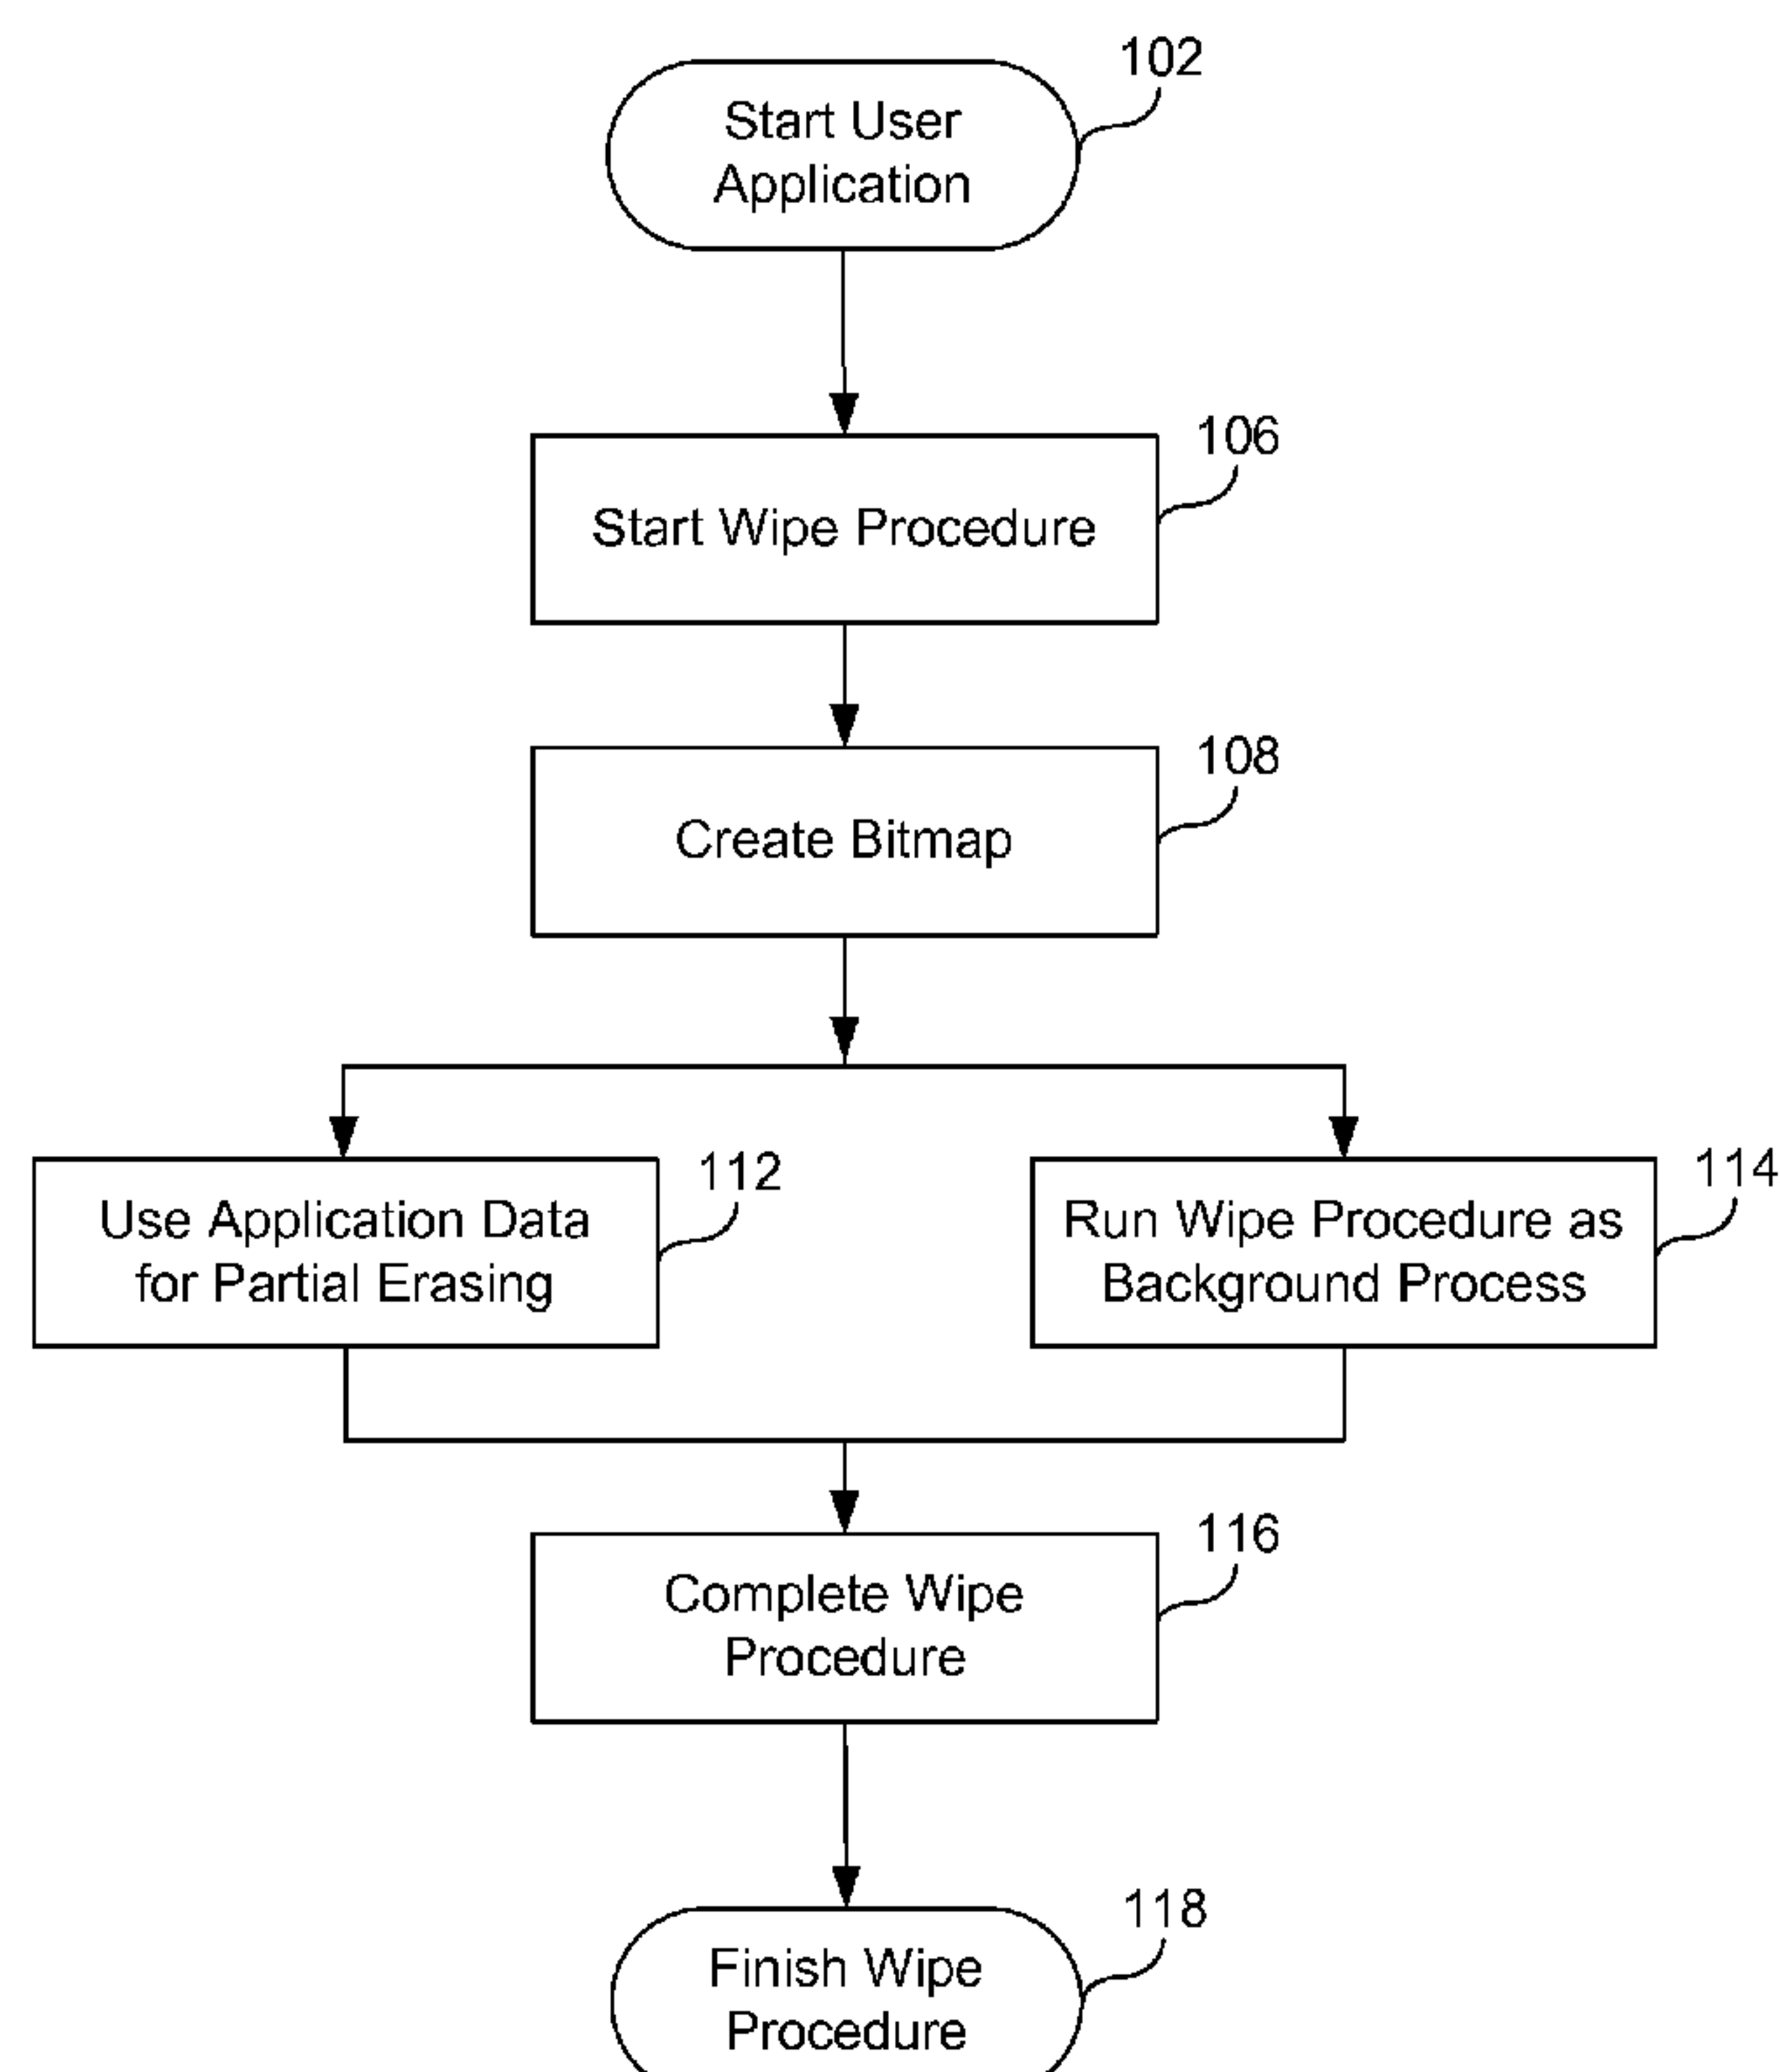 102
Start User
Application
106
Start Wipe Procedure
108
Create Bitmap
112
Use Application Data
for Partial Erasing
114
Run Wipe Procedure as
Background Process
116
Complete Wipe
Procedure
118
Finish Wipe
Procedure